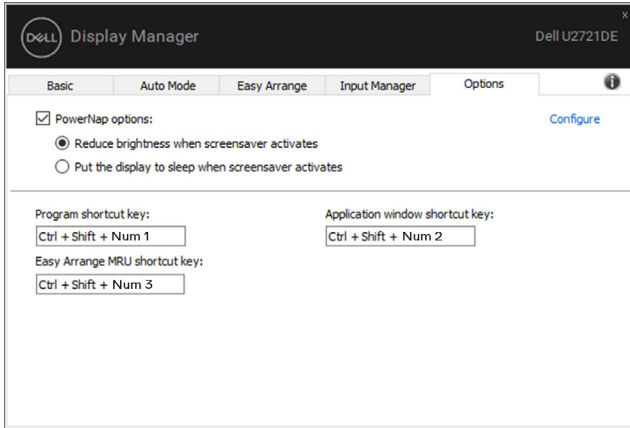 x
DELL Display Manager Dell U2721DE
Basic Auto Mode Easy Arrange Input Manager Options
PowerNap options: Configure
Reduce brightness when screensaver activates
Put the display to sleep when screensaver activates
Program shortcut key: Application window shortcut key:
Ctrl + Shift + Num 1 Ctrl + Shift + Num 2
Easy Arrange MRU shortcut key:
Ctrl + Shift + Num 3